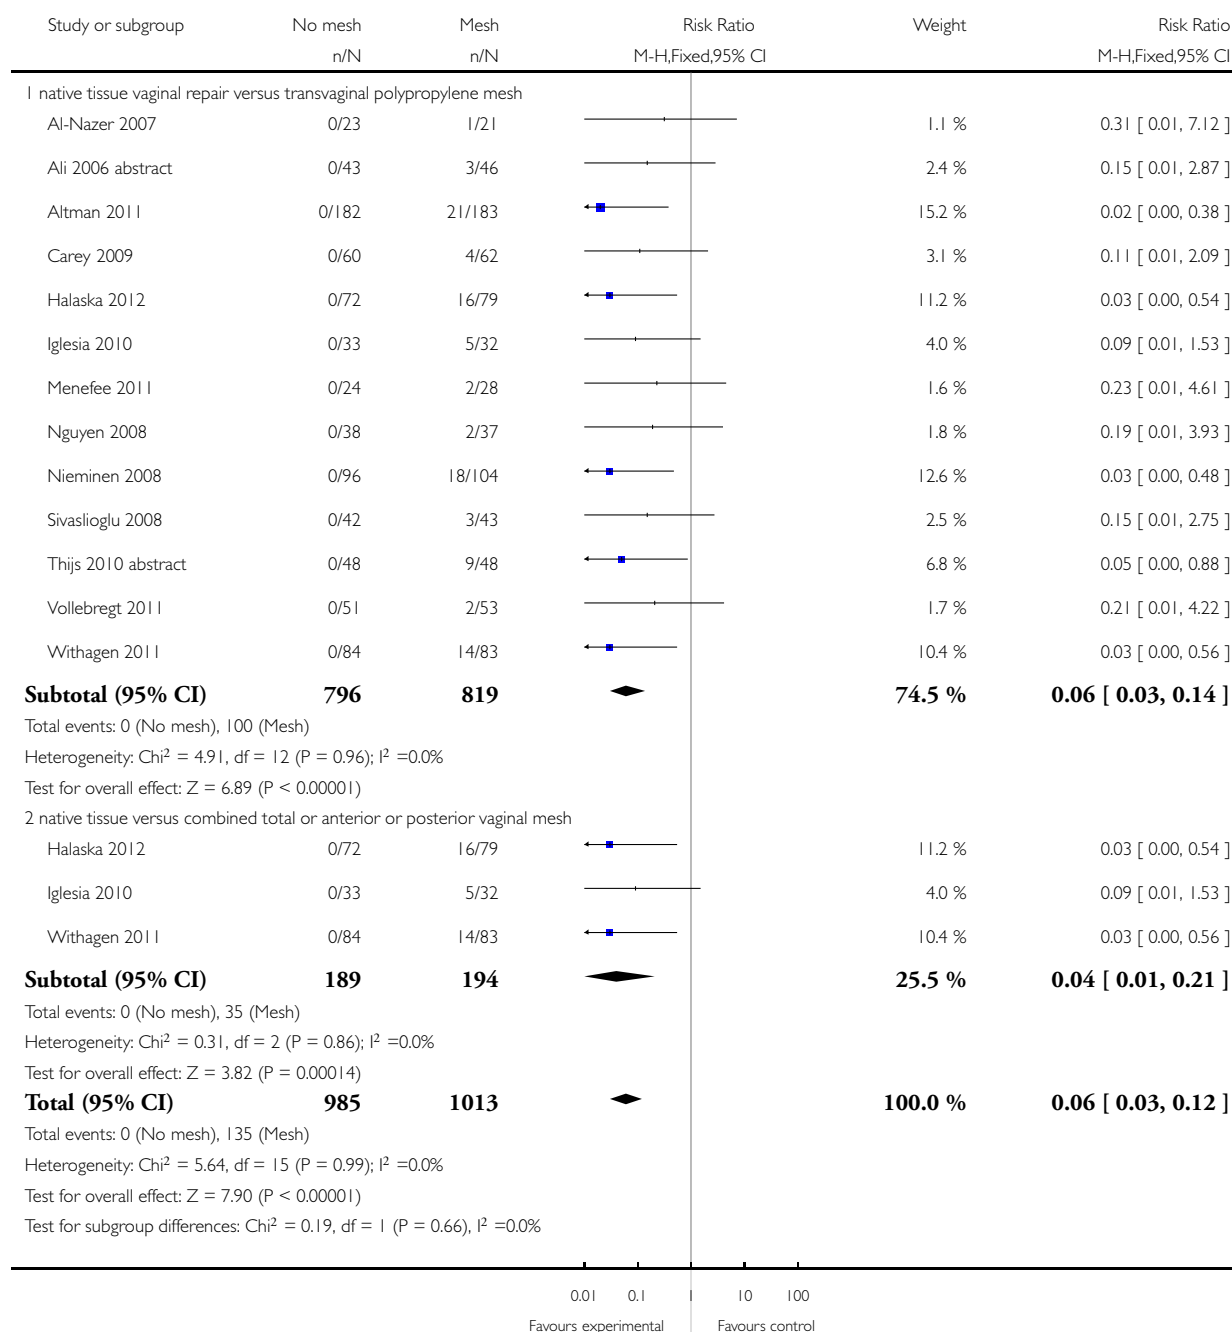 Study or subgroup No mesh Mesh Risk Ratio Weight Risk Ratio
n/N n/N M-H,Fixed,95% CI M-H,Fixed,95% CI
1 native tissue vaginal repair versus transvaginal polypropylene mesh
Al-Nazer 2007 0/23 1/21 1.1 % 0.31 [ 0.01, 7.12 ]
Ali 2006 abstract 0/43 3/46 2.4 % 0.15 [ 0.01, 2.87 ]
Altman 2011 0/182 21/183 15.2 % 0.02 [ 0.00, 0.38 ]
Carey 2009 0/60 4/62 3.1 % 0.11 [ 0.01, 2.09 ]
Halaska 2012 0/72 16/79 11.2 % 0.03 [ 0.00, 0.54 ]
Iglesia 2010 0/33 5/32 4.0 % 0.09 [ 0.01, 1.53 ]
Menefee 2011 0/24 2/28 1.6 % 0.23 [ 0.01, 4.61 ]
Nguyen 2008 0/38 2/37 1.8 % 0.19 [ 0.01, 3.93 ]
Nieminen 2008 0/96 18/104 12.6 % 0.03 [ 0.00, 0.48 ]
Sivaslioglu 2008 0/42 3/43 2.5 % 0.15 [ 0.01, 2.75 ]
Thijs 2010 abstract 0/48 9/48 6.8 % 0.05 [ 0.00, 0.88 ]
Vollebregt 2011 0/51 2/53 1.7 % 0.21 [ 0.01, 4.22 ]
Withagen 2011 0/84 14/83 10.4 % 0.03 [ 0.00, 0.56 ]
Subtotal (95% CI) 796 819 74.5 % 0.06 [ 0.03, 0.14 ]
Total events: 0 (No mesh), 100 (Mesh)
Heterogeneity: Chi² = 4.91, df = 12 (P = 0.96); I² =0.0%
Test for overall effect: Z = 6.89 (P < 0.00001)
2 native tissue versus combined total or anterior or posterior vaginal mesh
Halaska 2012 0/72 16/79 11.2 % 0.03 [ 0.00, 0.54 ]
Iglesia 2010 0/33 5/32 4.0 % 0.09 [ 0.01, 1.53 ]
Withagen 2011 0/84 14/83 10.4 % 0.03 [ 0.00, 0.56 ]
Subtotal (95% CI) 189 194 25.5 % 0.04 [ 0.01, 0.21 ]
Total events: 0 (No mesh), 35 (Mesh)
Heterogeneity: Chi² = 0.31, df = 2 (P = 0.86); I² =0.0%
Test for overall effect: Z = 3.82 (P = 0.00014)
Total (95% CI) 985 1013 100.0 % 0.06 [ 0.03, 0.12 ]
Total events: 0 (No mesh), 135 (Mesh)
Heterogeneity: Chi² = 5.64, df = 15 (P = 0.99); I² =0.0%
Test for overall effect: Z = 7.90 (P < 0.00001)
Test for subgroup differences: Chi² = 0.19, df = 1 (P = 0.66), I² =0.0%
0.01 0.1 1 10 100
Favours experimental Favours control